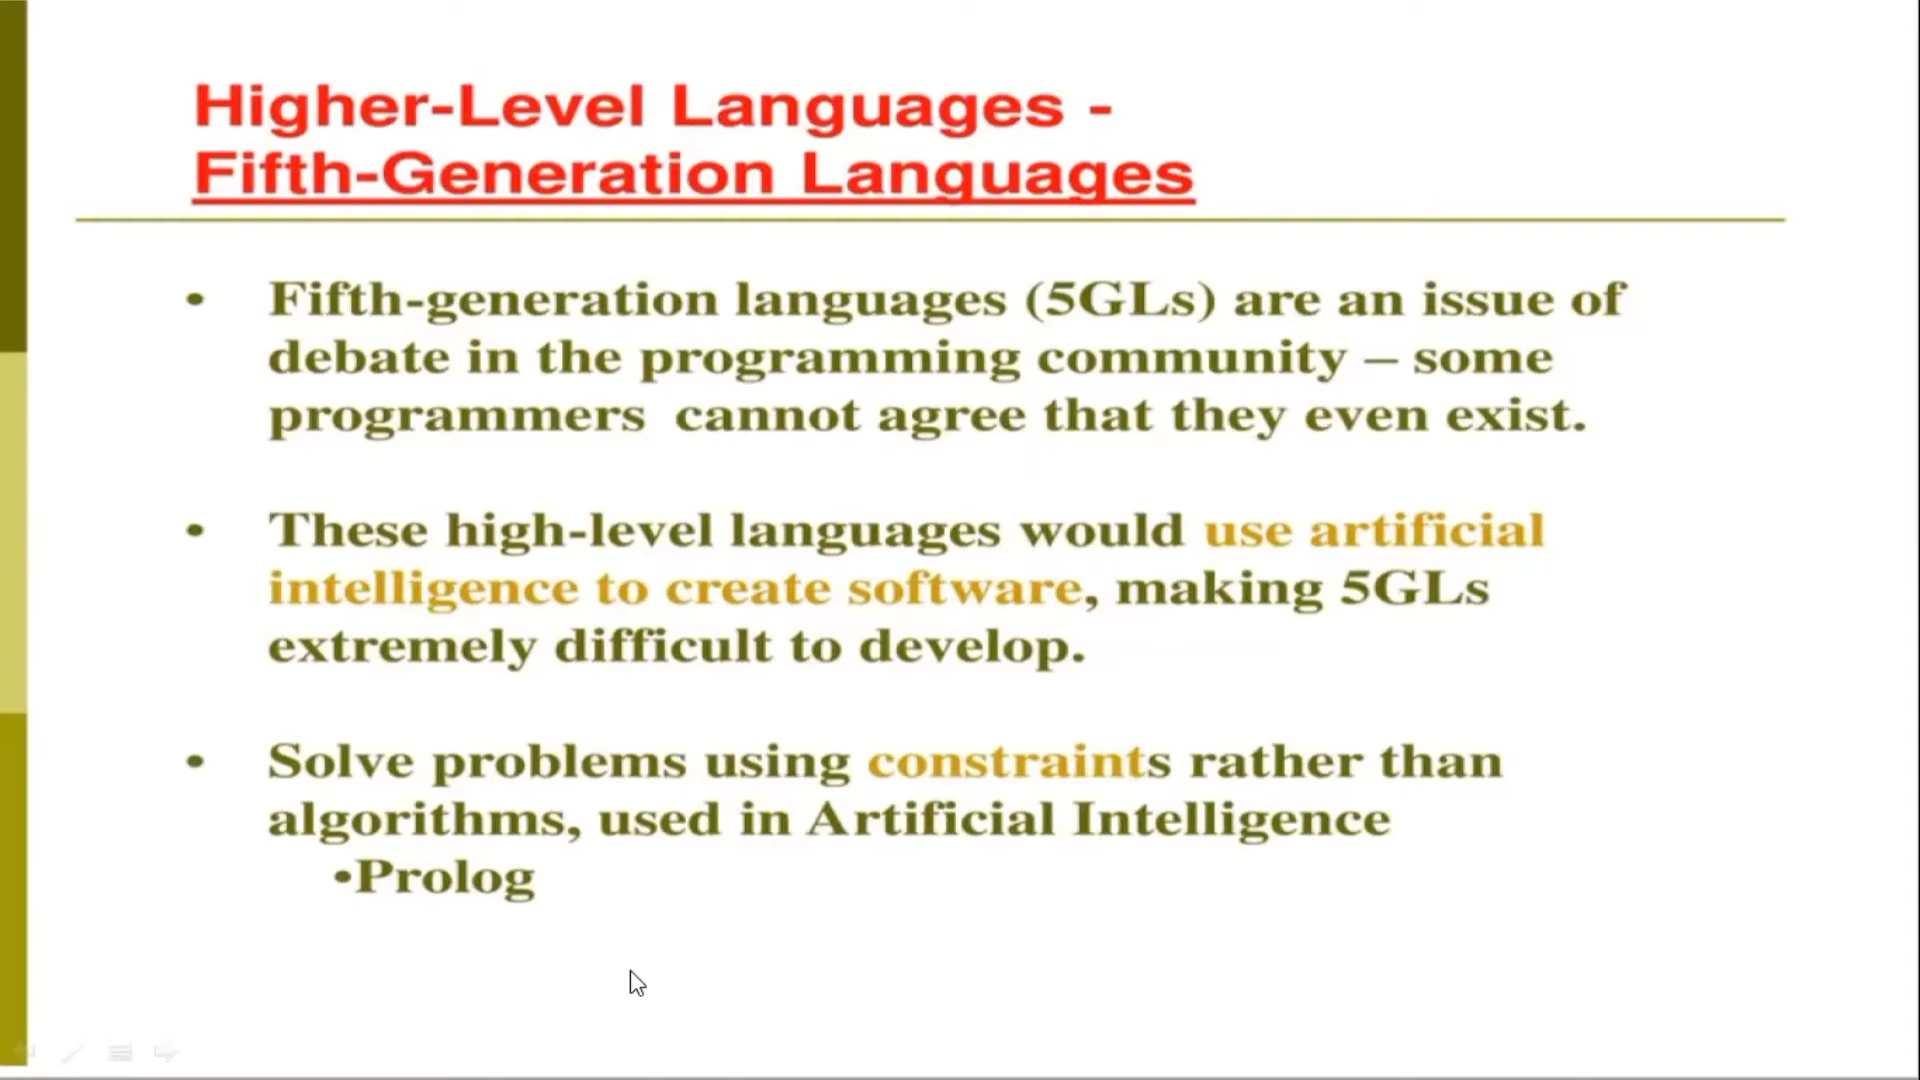 Higher-Level Languages -
Fifth-Generation Languages
• Fifth-generation languages (5GLs) are an issue of
debate in the programming community – some
programmers cannot agree that they even exist.
• These high-level languages would use artificial
intelligence to create software, making 5GLs
extremely difficult to develop.
• Solve problems using constraints rather than
algorithms, used in Artificial Intelligence
•Prolog